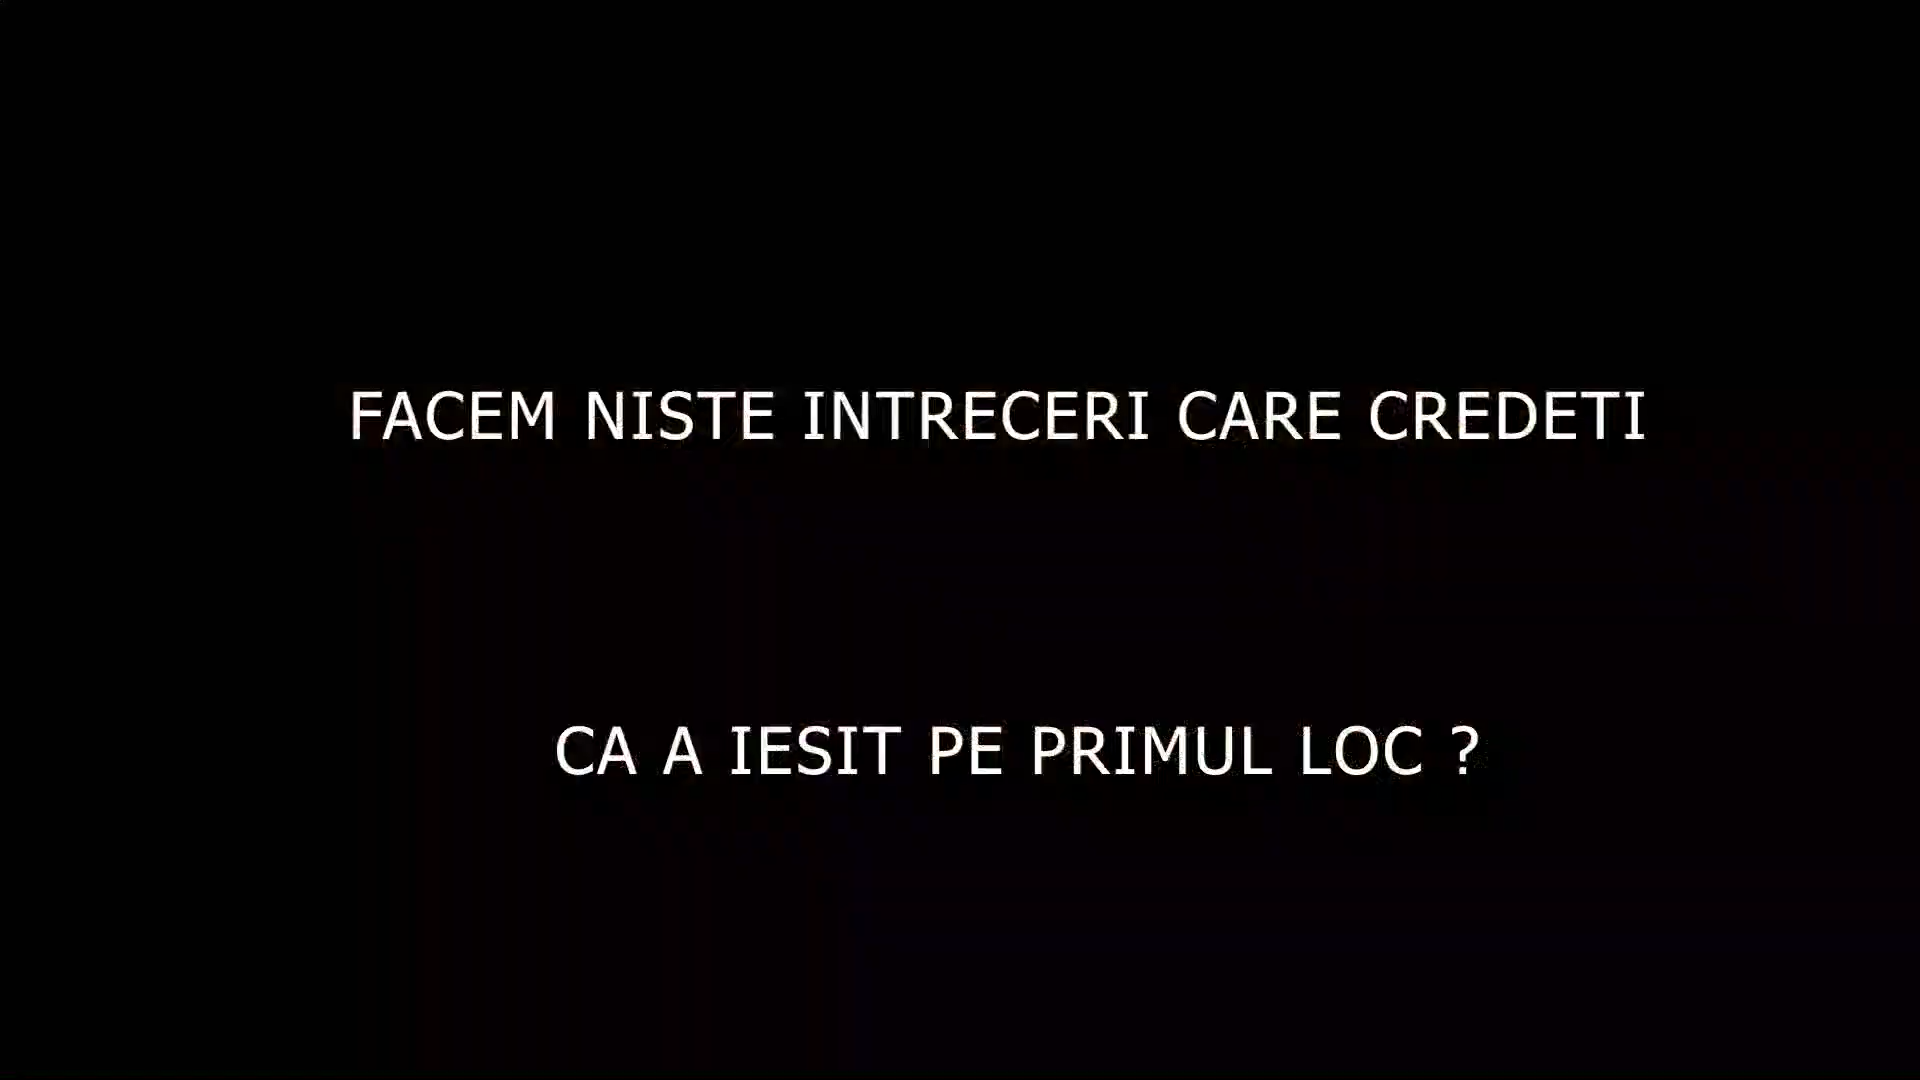 FACEM NISTE INTRECERI CARE CREDETI
CA A IESIT PE PRIMUL LOC ?